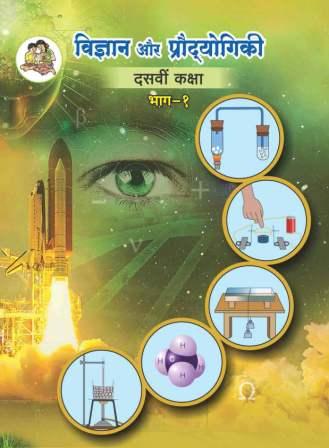 विज्ञान और प्रौद्योगिकी
दसवीं कक्षा
भाग-१
β
+
-
v
H
H
C
H
H
Ω